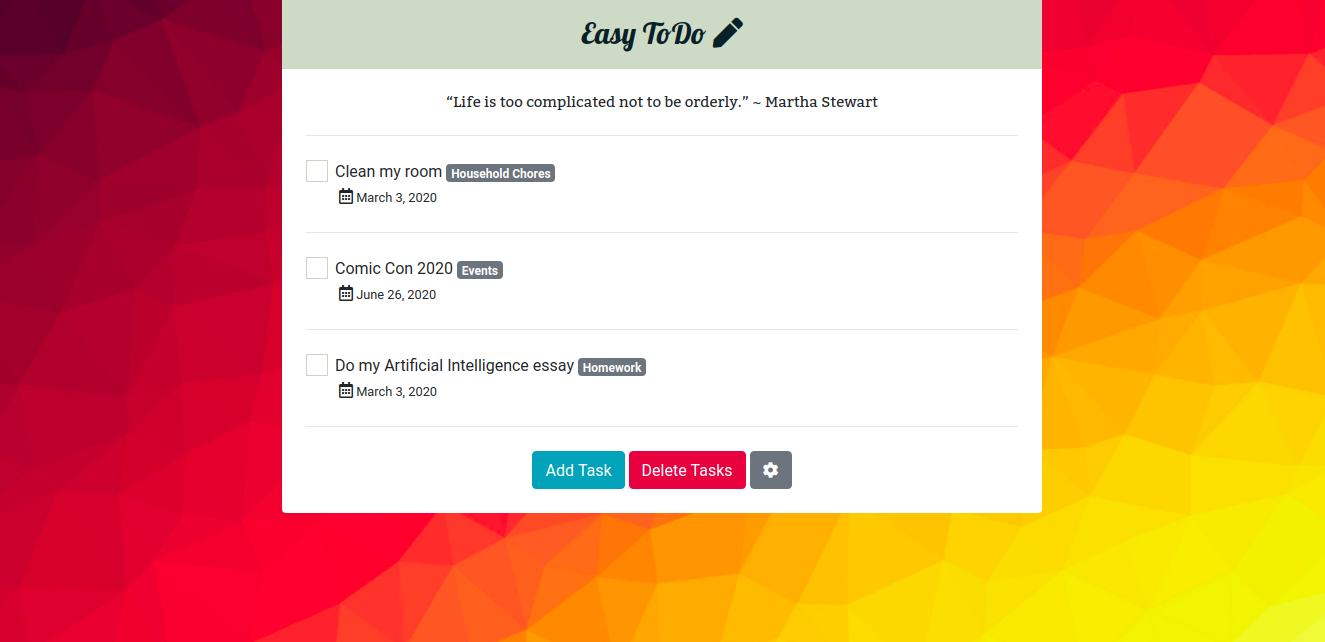 Easy ToDo
“Life is too complicated not to be orderly.” ~ Martha Stewart
Clean my room Household Chores
March 3, 2020
Comic Con 2020 Events
June 26, 2020
Do my Artificial Intelligence essay Homework
March 3, 2020
Add Task Delete Tasks